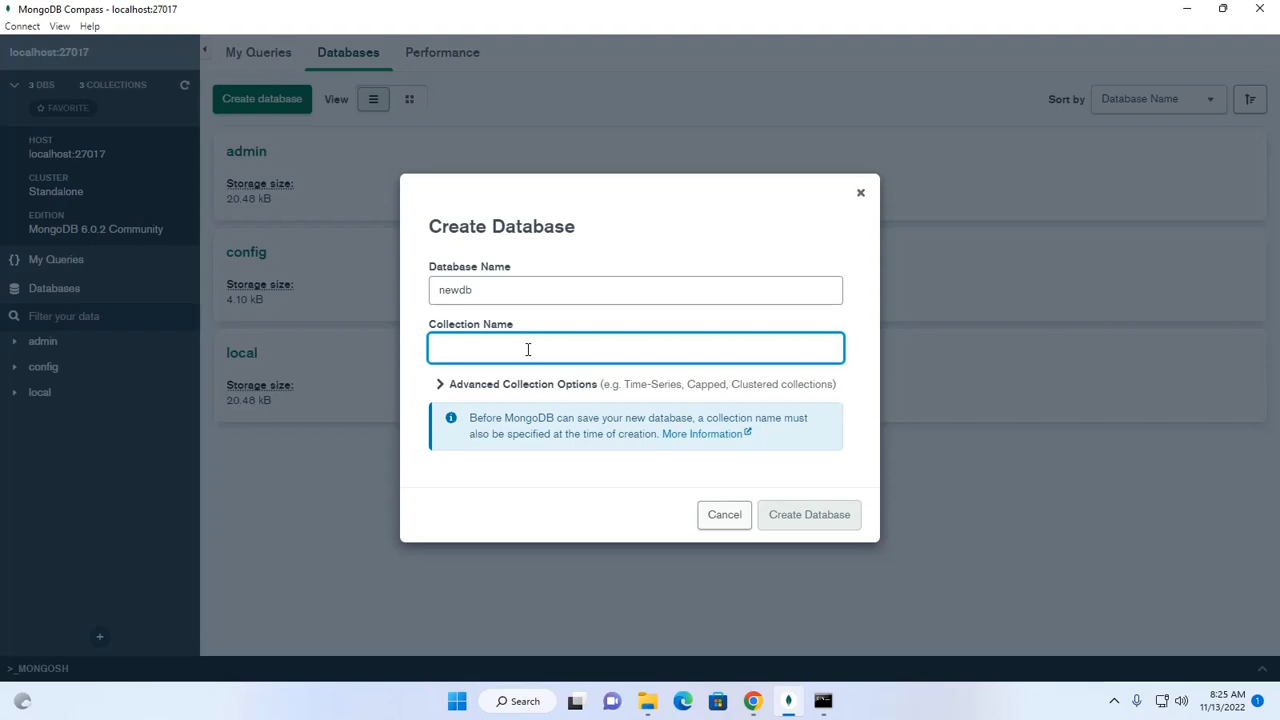 MongoDB Compass - localhost:27017
Connect View Help
localhost:27017
My Queries Databases Performance
3 DBS 3 COLLECTIONS
FAVORITE
Create database View
Sort by Database Name
HOST
localhost:27017
CLUSTER
Standalone
EDITION
MongoDB 6.0.2 Community
{} My Queries
Databases
Filter your data
admin
config
local
admin
Storage size:
20.48 kB
config
Storage size:
4.10 kB
local
Storage size:
20.48 kB
Create Database
Database Name
newdb
Collection Name
Advanced Collection Options (e.g. Time-Series, Capped, Clustered collections)
Before MongoDB can save your new database, a collection name must
also be specified at the time of creation. More Information
Cancel Create Database
>_MONGOSH
Search
8:25 AM
11/13/2022
1